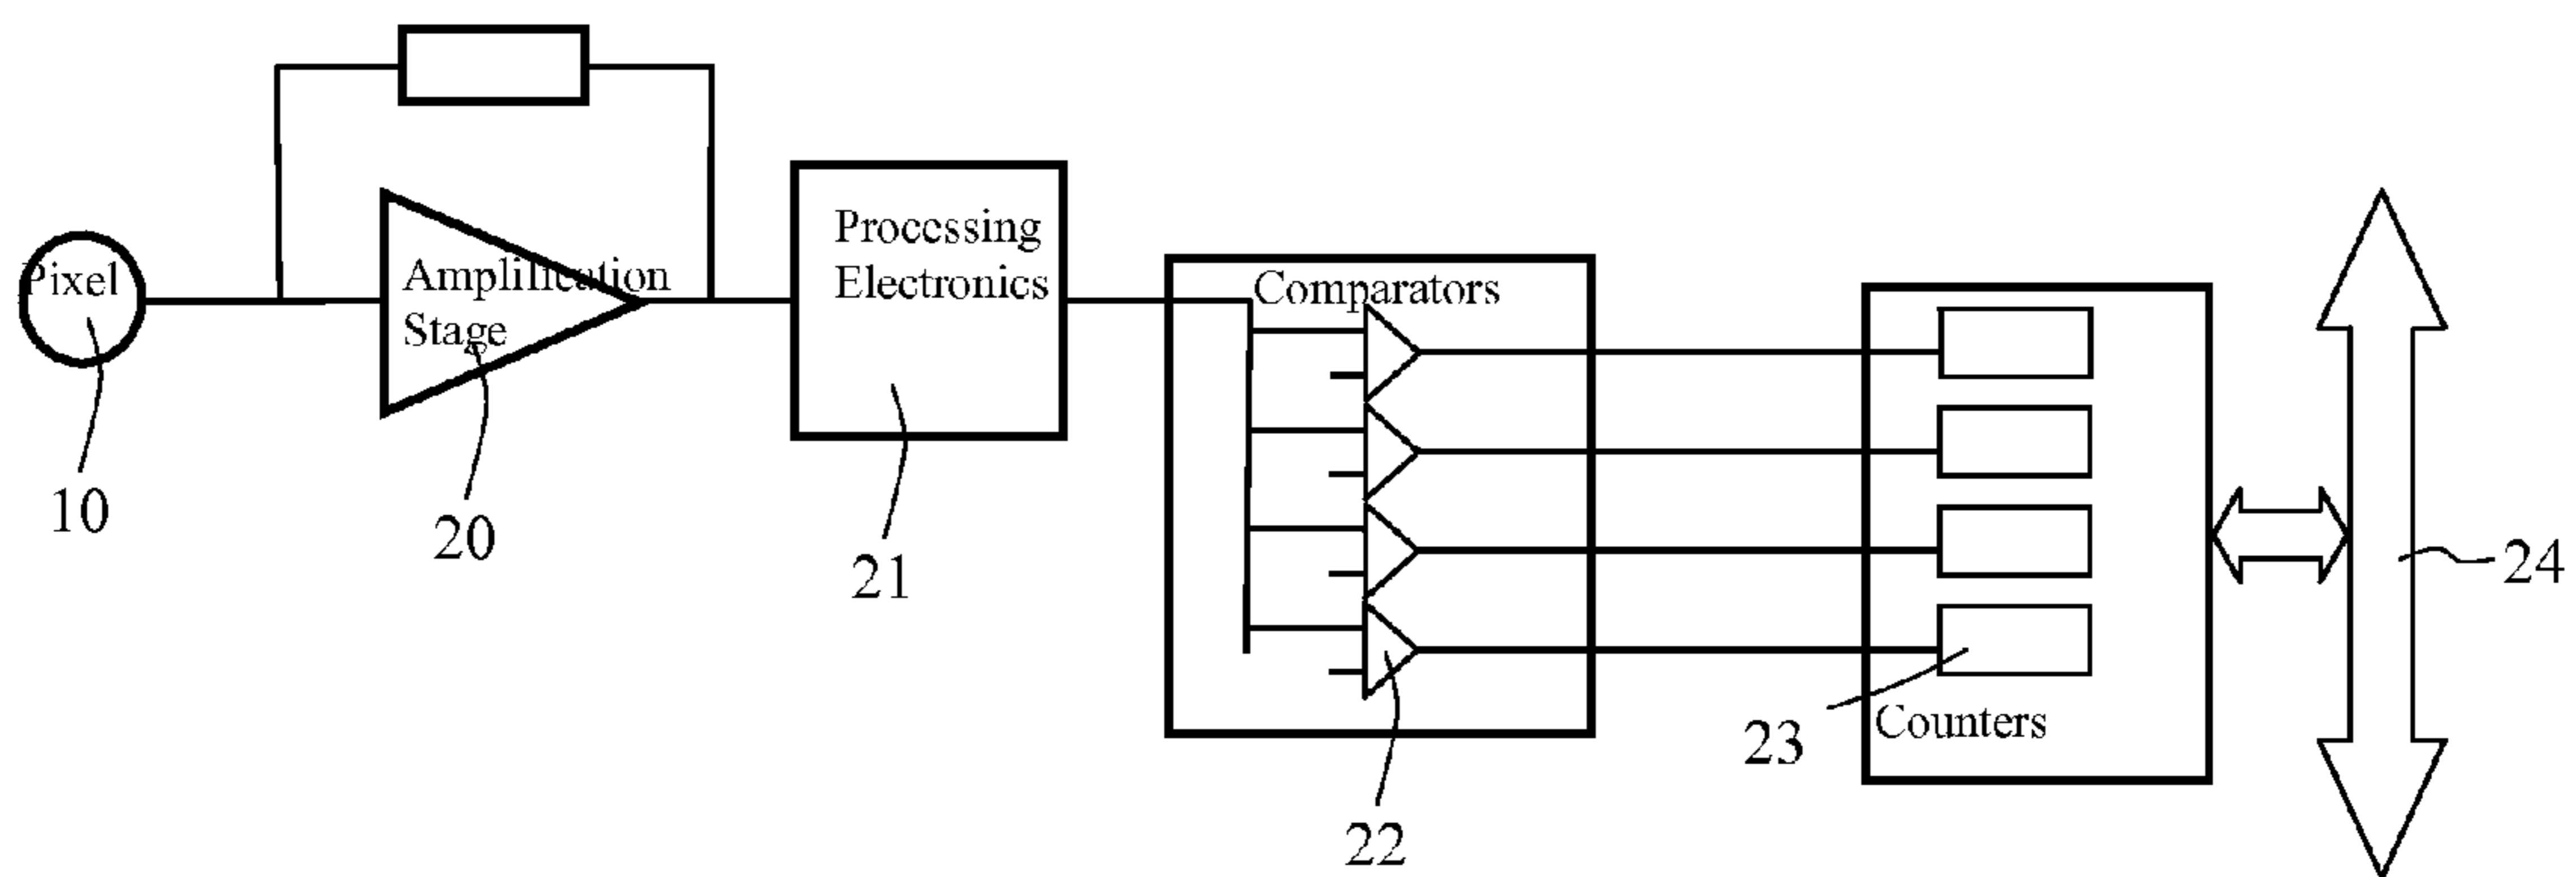 Pixel
10
Amplification
Stage
20
Processing
Electronics
21
Comparators
22
23
Counters
24